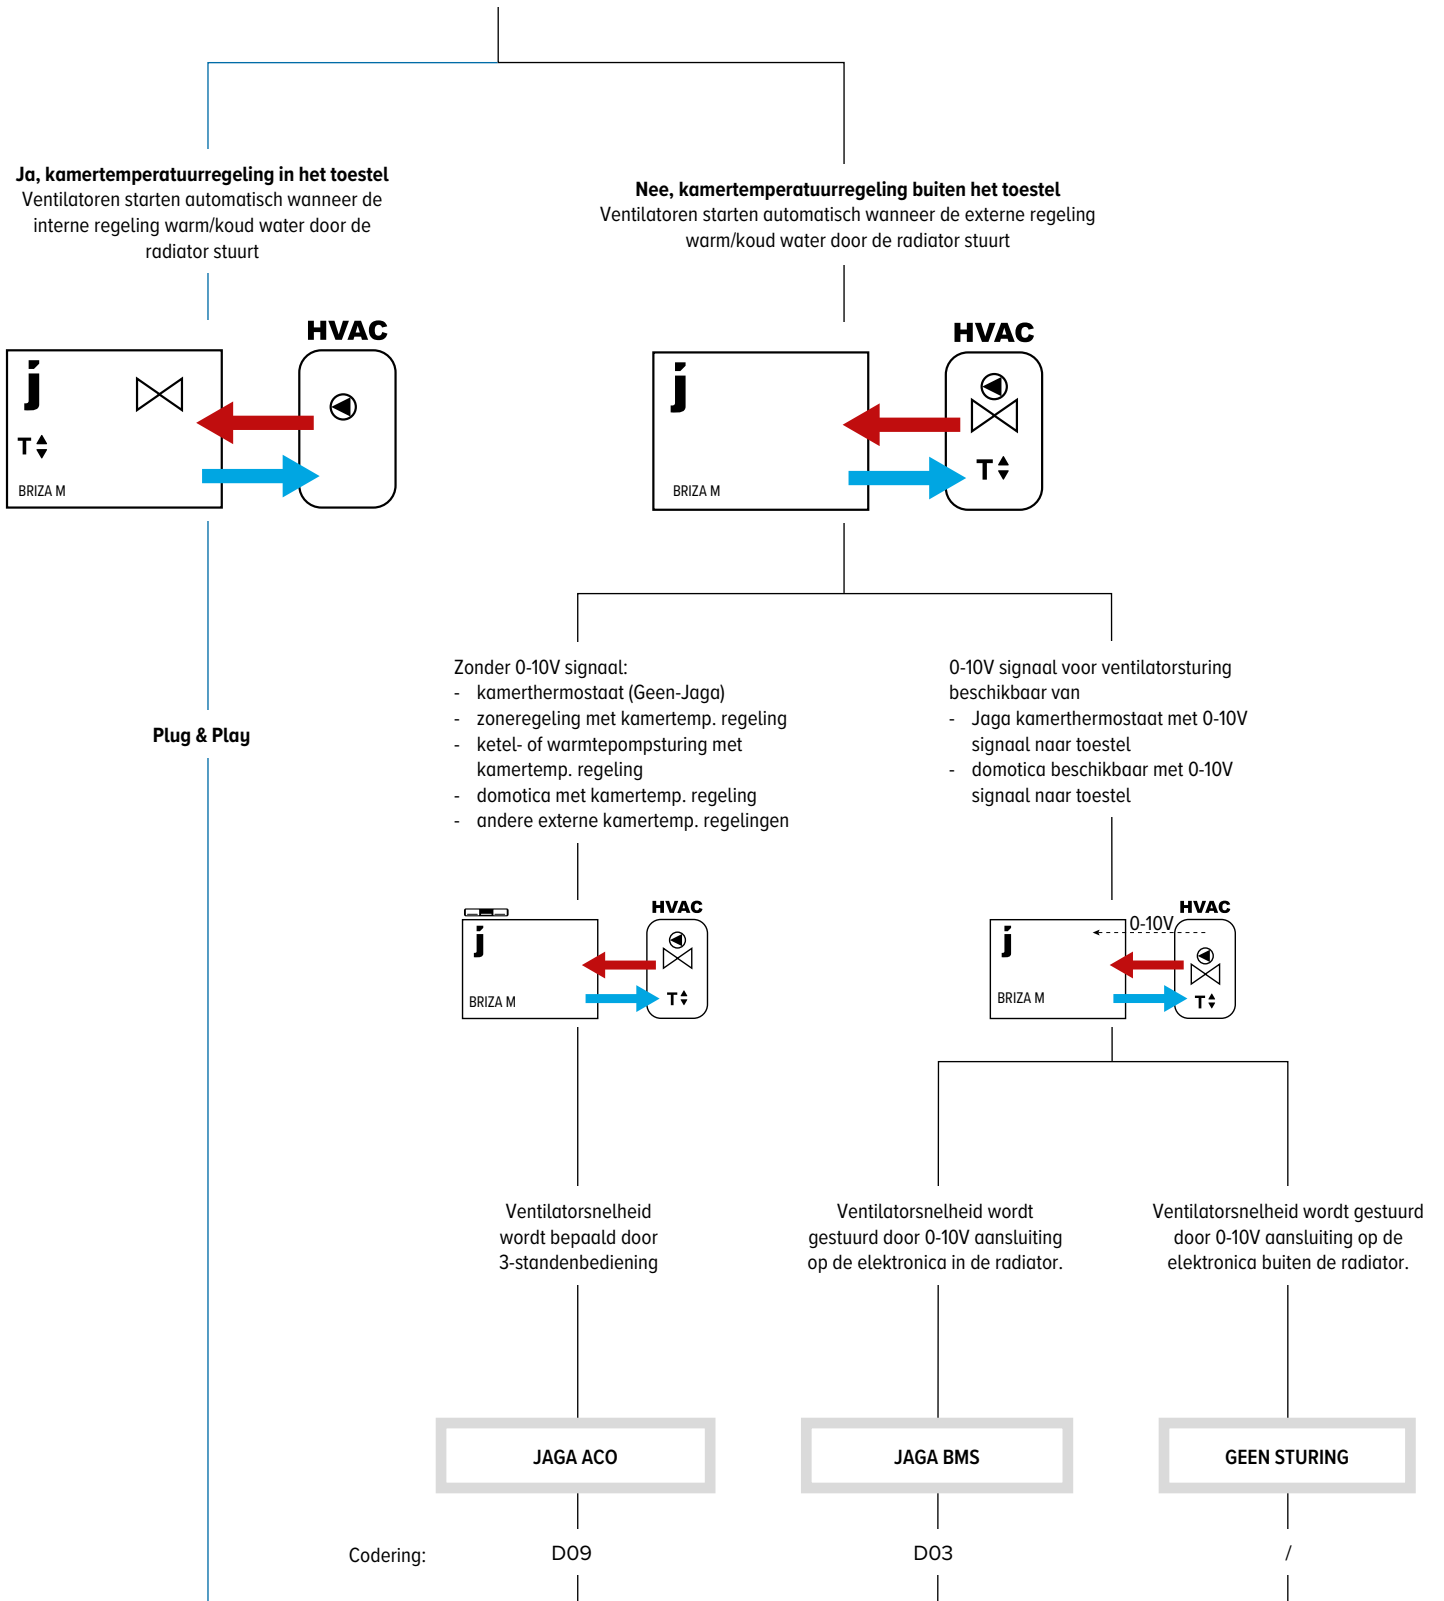 Ja, kamertemperatuurregeling in het toestel
Ventilatoren starten automatisch wanneer de
interne regeling warm/koud water door de
radiator stuurt
Nee, kamertemperatuurregeling buiten het toestel
Ventilatoren starten automatisch wanneer de externe regeling
warm/koud water door de radiator stuurt
HVAC
j
T
BRIZA M
HVAC
j
T
BRIZA M
Plug & Play
Zonder 0-10V signaal:
- kamerthermostaat (Geen-Jaga)
- zoneregeling met kamertemp. regeling
- ketel- of warmtepompsturing met
kamertemp. regeling
- domotica met kamertemp. regeling
- andere externe kamertemp. regelingen
0-10V signaal voor ventilatorsturing
beschikbaar van
- Jaga kamerthermostaat met 0-10V
signaal naar toestel
- domotica beschikbaar met 0-10V
signaal naar toestel
HVAC
j
BRIZA M
T
HVAC
0-10V
j
BRIZA M
T
Ventilatorsnelheid
wordt bepaald door
3-standenbediening
Ventilatorsnelheid wordt
gestuurd door 0-10V aansluiting
op de elektronica in de radiator.
Ventilatorsnelheid wordt gestuurd
door 0-10V aansluiting op de
elektronica buiten de radiator.
JAGA ACO
JAGA BMS
GEEN STURING
Codering:
D09
D03
/